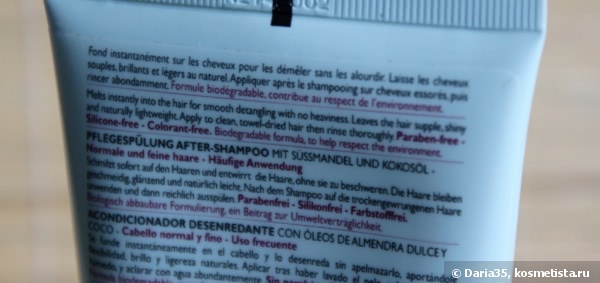 Fond instantanément sur les cheveux pour les démêler sans les alourdir. Laisse les cheveux
souples, brillants et légers au naturel. Appliquer après le shampooing sur cheveux essorés, puis
rincer abondamment. Formule biodégradable, contribue au respect de l'environnement.
Melts instantly into the hair for smooth detangling with no heaviness. Leaves the hair supple, shiny
and naturally lightweight. Apply to clean, towel-dried hair then rinse thoroughly. Paraben-free -
Silicone-free - Colorant-free. Biodegradable formula, to help respect the environment.
PFLEGESPÜLUNG AFTER-SHAMPOO MIT SÜSSMANDEL UND KOKOSÖL -
Normale und feine haare - Häufige Anwendung
Schmilzt sofort auf den Haaren und entwirrt die Haare, ohne sie zu beschweren. Die Haare bleiben
geschmeidig, glänzend und natürlich leicht. Nach dem Shampoo auf die trockengewrungenen Haare
anwenden und dann reichlich ausspülen. Parabenfrei - Silikonfrei - Farbstofffrei.
Biologisch abbaubare Formulierung, ein Beitrag zur Umweltverträglichkeit.
ACONDICIONADOR DESENREDANTE CON ÓLEOS DE ALMENDRA DULCE Y
COCO - Cabello normal y fino - Uso frecuente
Se funde instantáneamente en el cabello y lo desenreda sin apelmazarlo, aportándole
flexibilidad, brillo y ligereza naturales. Aplicar tras haber lavado el pelo
y aclarar con agua abundantemente. Sin
Fórmula biodegradable
© Daria35, kosmetista.ru